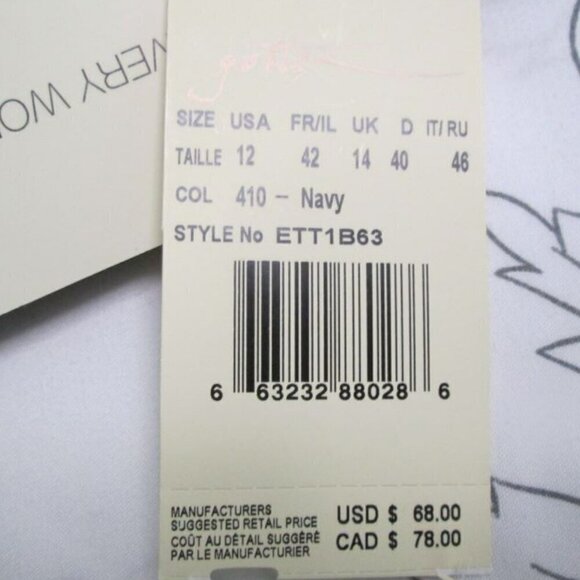 VERY WO
SIZE USA FR/IL UK D IT/RU
TAILLE 12 42 14 40 46
COL 410 - Navy
STYLE No ETT1B63
6 63232 88028 6
MANUFACTURERS
SUGGESTED RETAIL PRICE
USD $ 68.00
COÛT AU DÉTAIL SUGGÉRÉ
PAR LE MANUFACTURIER
CAD $ 78.00